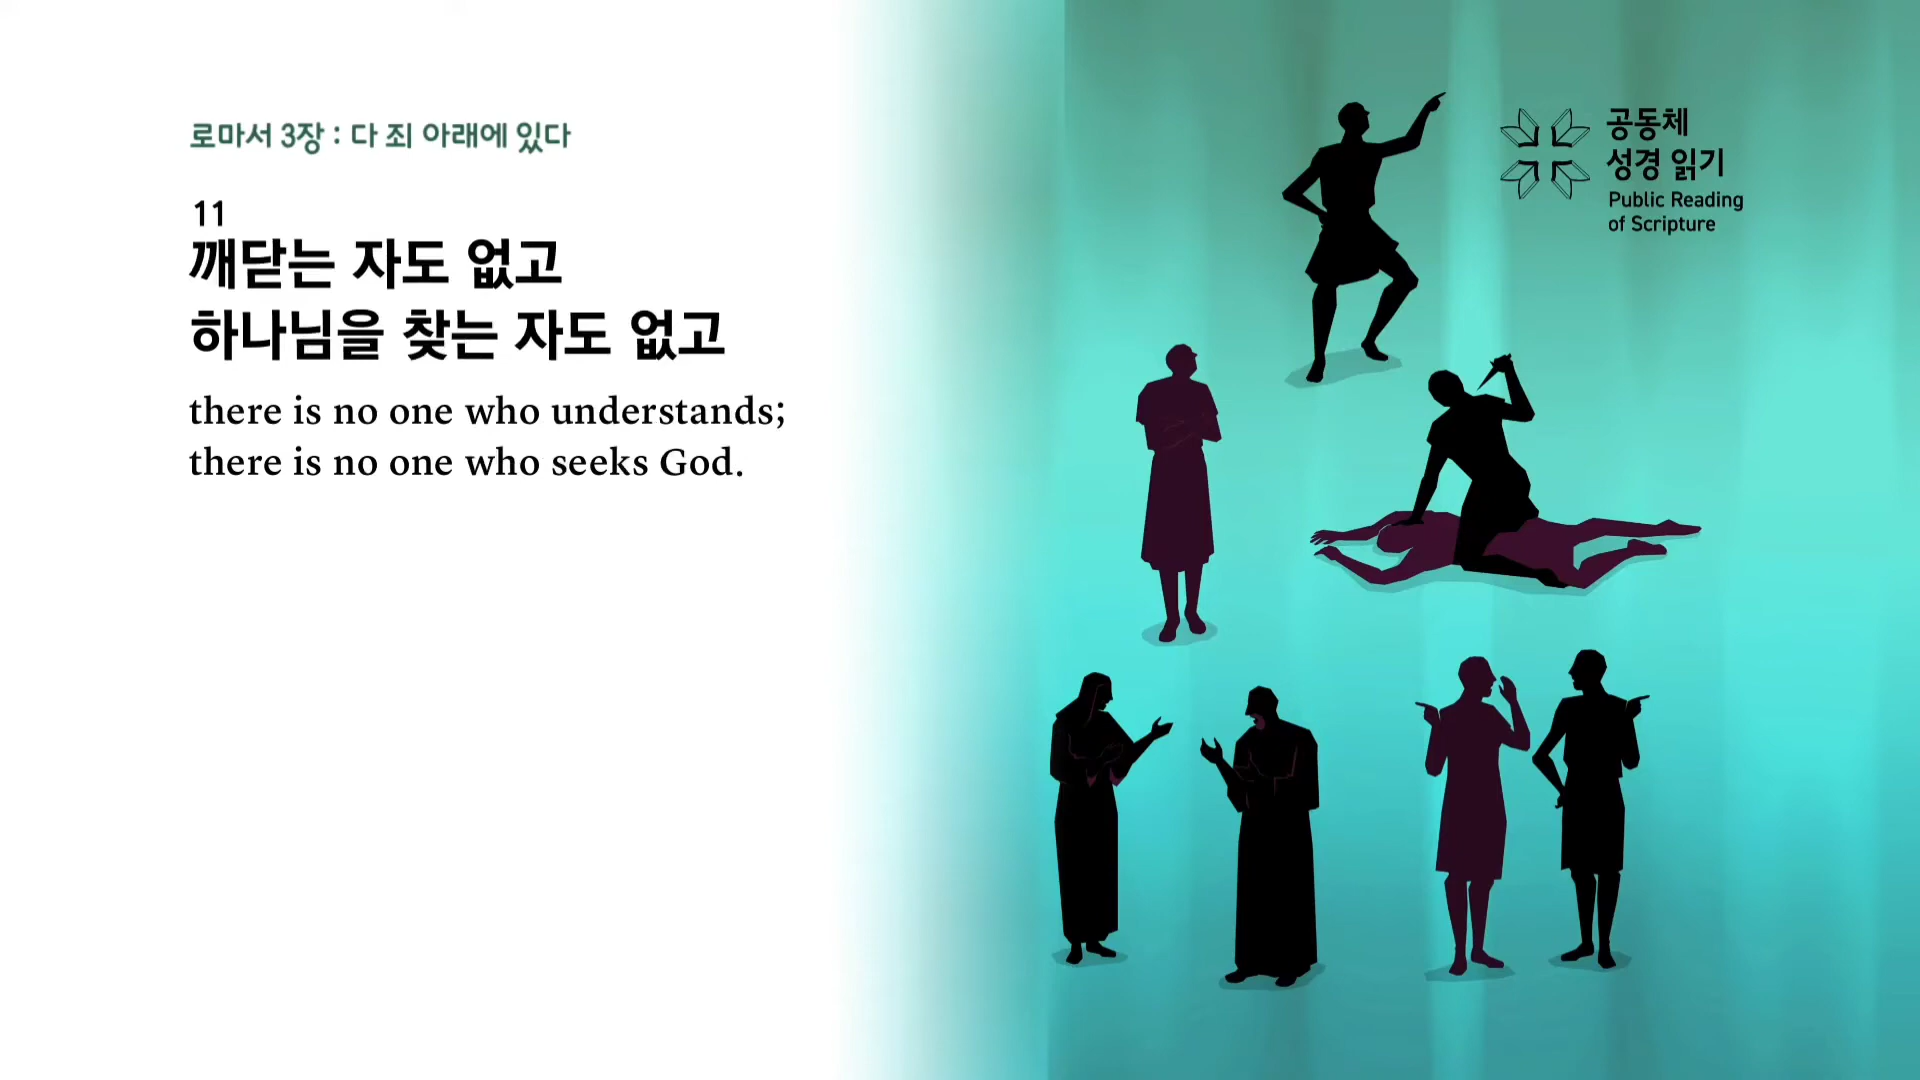 로마서 3장 : 다 죄 아래에 있다
11
깨닫는 자도 없고
하나님을 찾는 자도 없고
there is no one who understands;
there is no one who seeks God.
공동체
성경 읽기
Public Reading
of Scripture